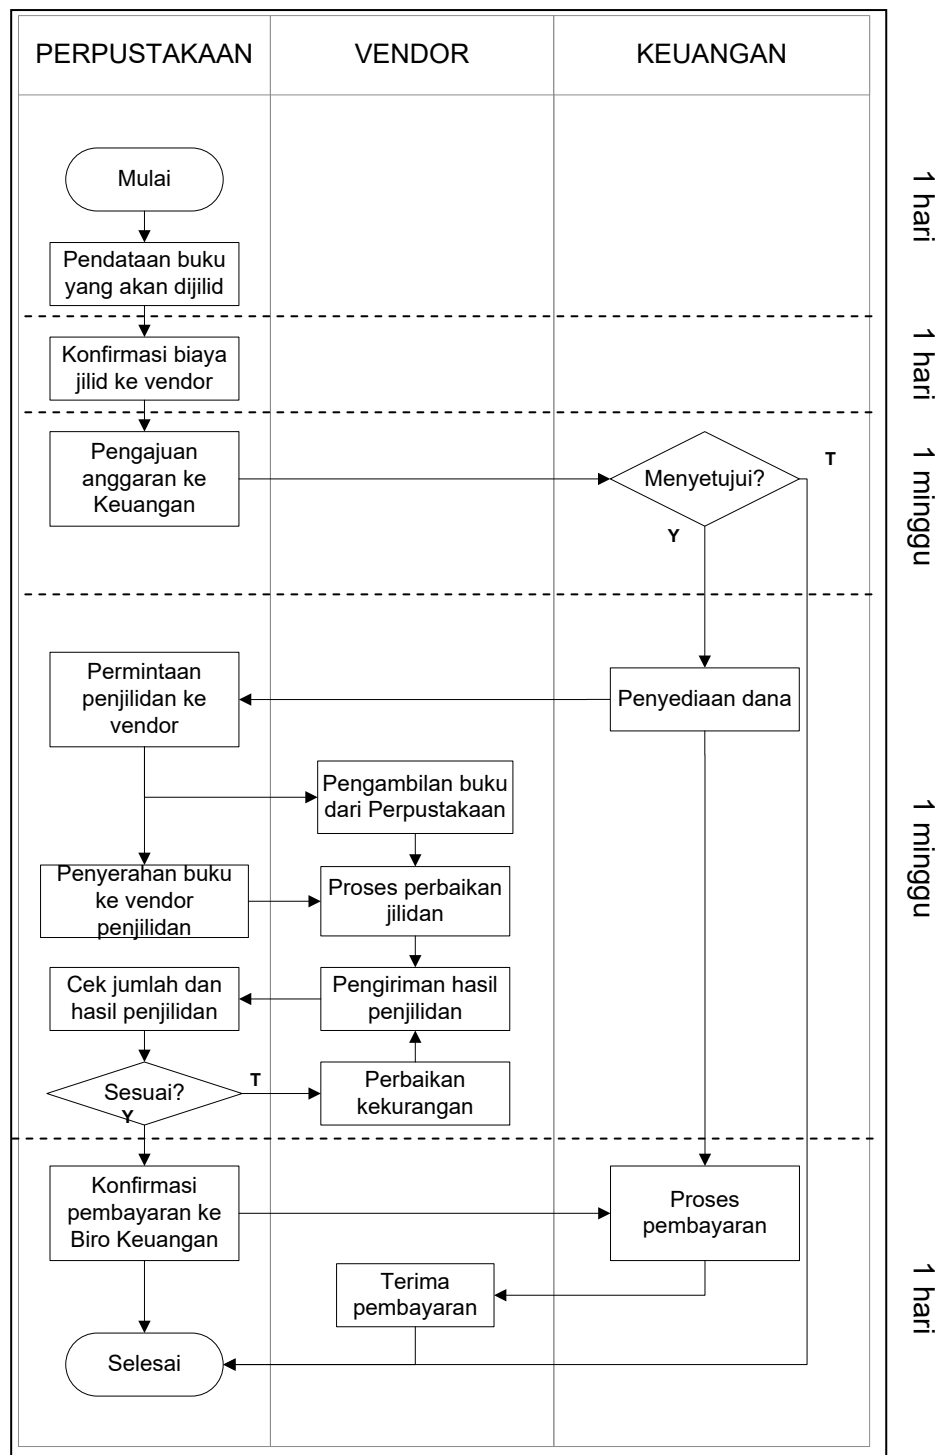 PERPUSTAKAAN
VENDOR
KEUANGAN
Mulai
1 hari
Pendataan buku
yang akan dijilid
Konfirmasi biaya
jilid ke vendor
1 hari
Pengajuan
anggaran ke
Keuangan
Menyetujui?
T
Y
1 minggu
Permintaan
penjilidan ke
vendor
Penyediaan dana
Pengambilan buku
dari Perpustakaan
1 minggu
Penyerahan buku
ke vendor
penjilidan
Proses perbaikan
jilidan
Cek jumlah dan
hasil penjilidan
Pengiriman hasil
penjilidan
Sesuai?
T
Y
Perbaikan
kekurangan
Konfirmasi
pembayaran ke
Biro Keuangan
Proses
pembayaran
Terima
pembayaran
1 hari
Selesai